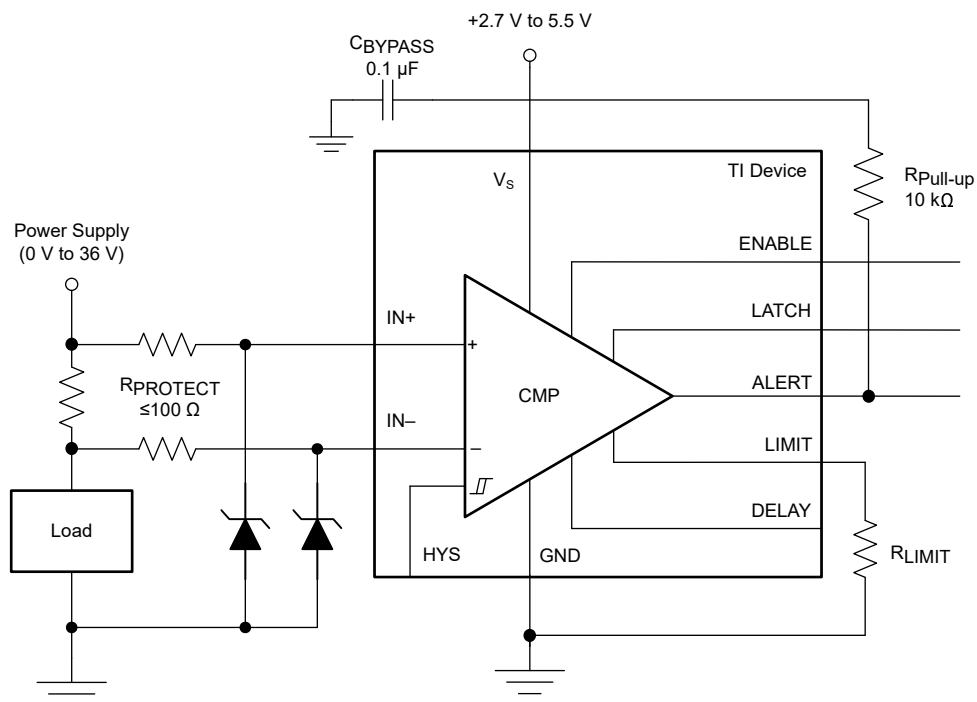 +2.7 V to 5.5 V
CBYPASS
0.1 µF
VS
TI Device
RPull-up
10 kΩ
Power Supply
(0 V to 36 V)
ENABLE
LATCH
IN+
+
RPROTECT
≤100 Ω
CMP
ALERT
IN–
–
LIMIT
Load
DELAY
HYS
GND
RLIMIT